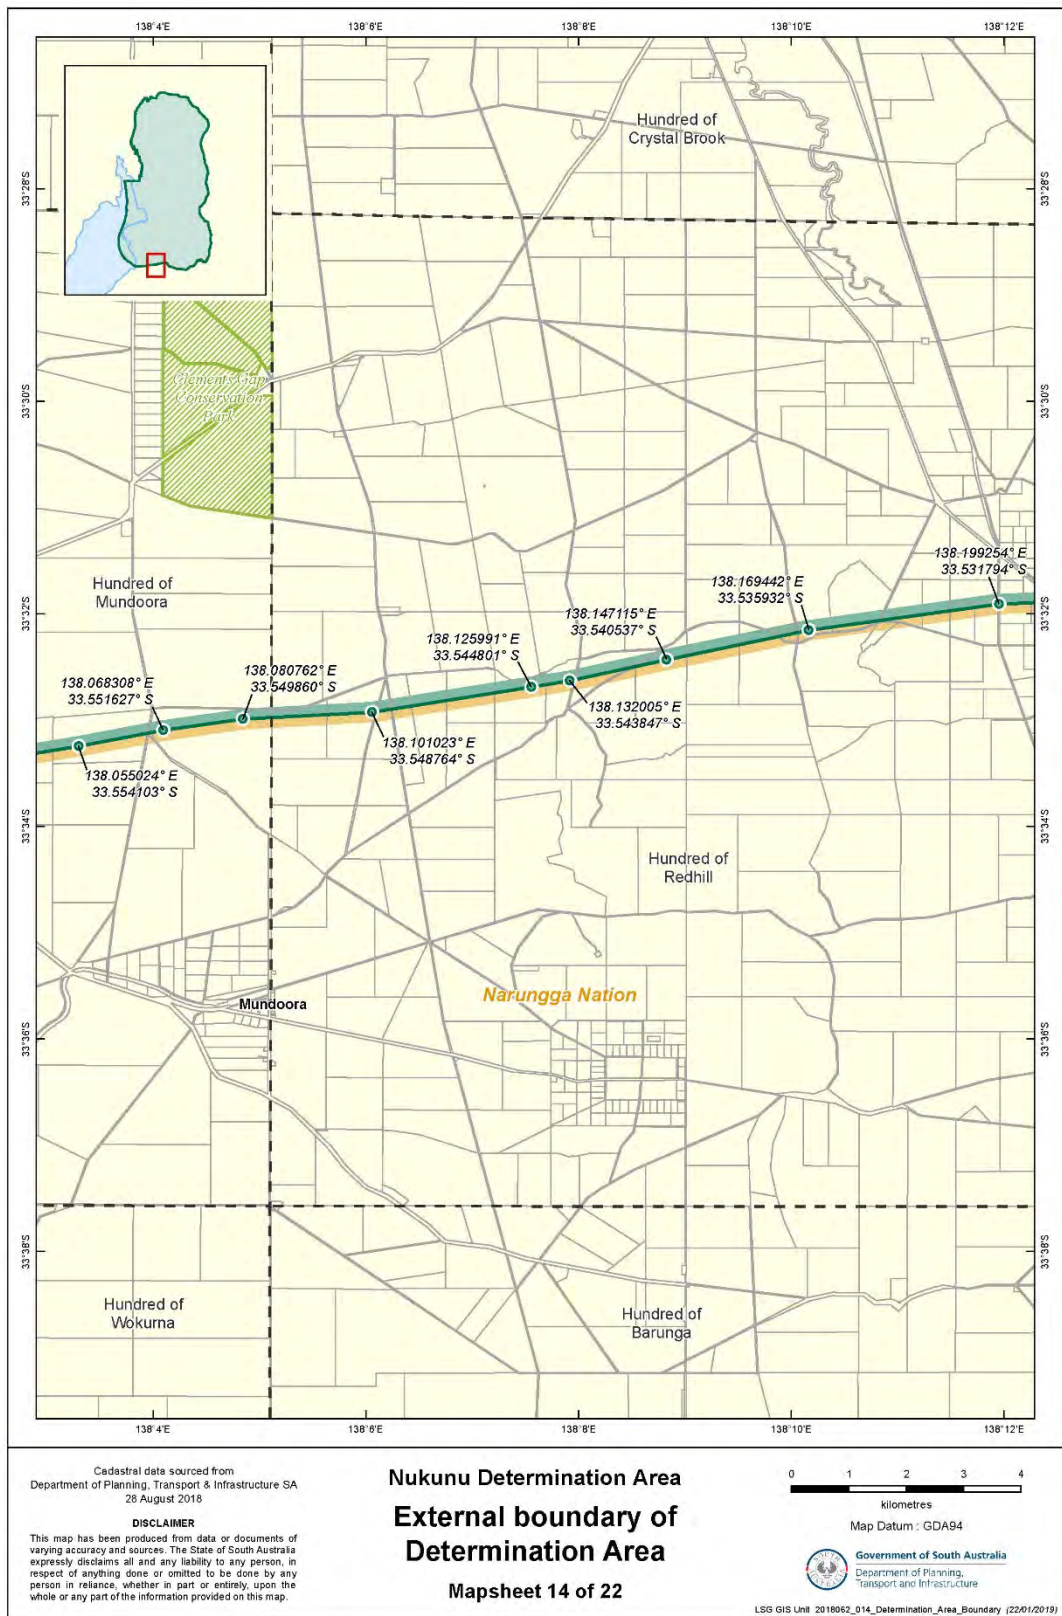 138°4'E
138°6'E
138°8'E
138°10'E
138°12'E
33°28'S
33°30'S
33°32'S
33°34'S
33°36'S
33°38'S
33°28'S
33°30'S
33°32'S
33°34'S
33°36'S
33°38'S
Hundred of
Crystal Brook
Clements Gap
Conservation
Park
Hundred of
Mundoora
138.199254° E
33.531794° S
138.169442° E
33.535932° S
138.147115° E
33.540537° S
138.125991° E
33.544801° S
138.080762° E
33.549860° S
138.068308° E
33.551627° S
138.132005° E
33.543847° S
138.101023° E
33.548764° S
138.055024° E
33.554103° S
Hundred of
Redhill
Narungga Nation
Mundoora
Hundred of
Wokurna
Hundred of
Barunga
138°4'E
138°6'E
138°8'E
138°10'E
138°12'E
Cadastral data sourced from
Department of Planning, Transport & Infrastructure SA
28 August 2018
DISCLAIMER
This map has been produced from data or documents of
varying accuracy and sources. The State of South Australia
expressly disclaims all and any liability to any person, in
respect of anything done or omitted to be done by any
person in reliance, whether in part or entirely, upon the
whole or any part of the information provided on this map.
Nukunu Determination Area
External boundary of
Determination Area
Mapsheet 14 of 22
0 1 2 3 4
kilometres
Map Datum : GDA94
Government of South Australia
Department of Planning,
Transport and Infrastructure
LSG GIS Unit 2018062_014_Determination_Area_Boundary (22/01/2019)